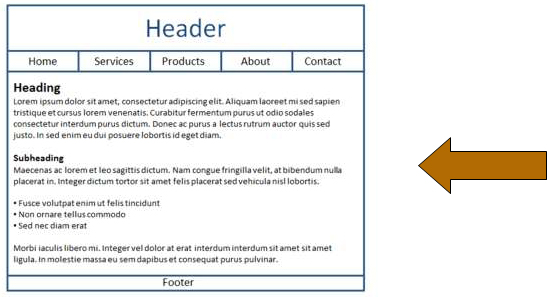 Header
Home Services Products About Contact
Heading
Lorem ipsum dolor sit amet, consectetur adipiscing elit. Aliquam laoreet mi sed sapien
tristique et cursus lorem venenatis. Curabitur fermentum purus ut odio sodales
consectetur interdum purus dictum. Donec ac purus a lectus rutrum auctor quis sed
justo. In sed enim eu dui posuere lobortis id eget diam.
Subheading
Maecenas ac lorem et leo sagittis dictum. Nam congue fringilla velit, at bibendum nulla
placerat in. Integer dictum tortor sit amet felis placerat sed vehicula nisl lobortis.
• Fusce volutpat enim ut felis tincidunt
• Non ornare tellus commodo
• Sed nec diam erat
Morbi iaculis libero mi. Integer vel dolor at erat interdum interdum sit amet sit amet
ligula. In molestie massa eu sem dapibus et consequat purus pulvinar.
Footer